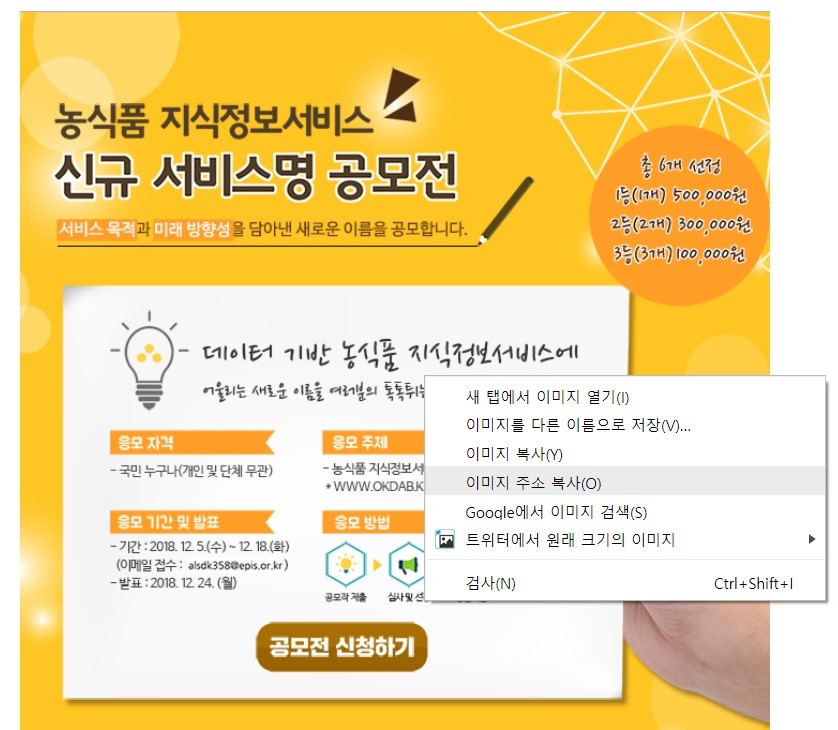 농식품 지식정보서비스
신규 서비스명 공모전
서비스 목적과 미래 방향성을 담아낸 새로운 이름을 공모합니다.
총 6개 선정
1등(1개) 500,000원
2등(2개) 300,000원
3등(3개) 100,000원
데이터 기반 농식품 지식정보서비스에
어울리는 새로운 이름을 여러분의 톡톡튀는
응모 자격
- 국민 누구나(개인 및 단체 무관)
응모 주제
- 농식품 지식정보서
* WWW.OKDAB.K
응모 기간 및 발표
- 기간 : 2018. 12. 5.(수) ~ 12. 18.(화)
(이메일 접수 : alsdk358@epis.or.kr)
- 발표 : 2018. 12. 24. (월)
응모 방법
공모작 제출
심사 및 선
공모전 신청하기
새 탭에서 이미지 열기(I)
이미지를 다른 이름으로 저장(V)...
이미지 복사(Y)
이미지 주소 복사(O)
Google에서 이미지 검색(S)
트위터에서 원래 크기의 이미지
검사(N) Ctrl+Shift+I